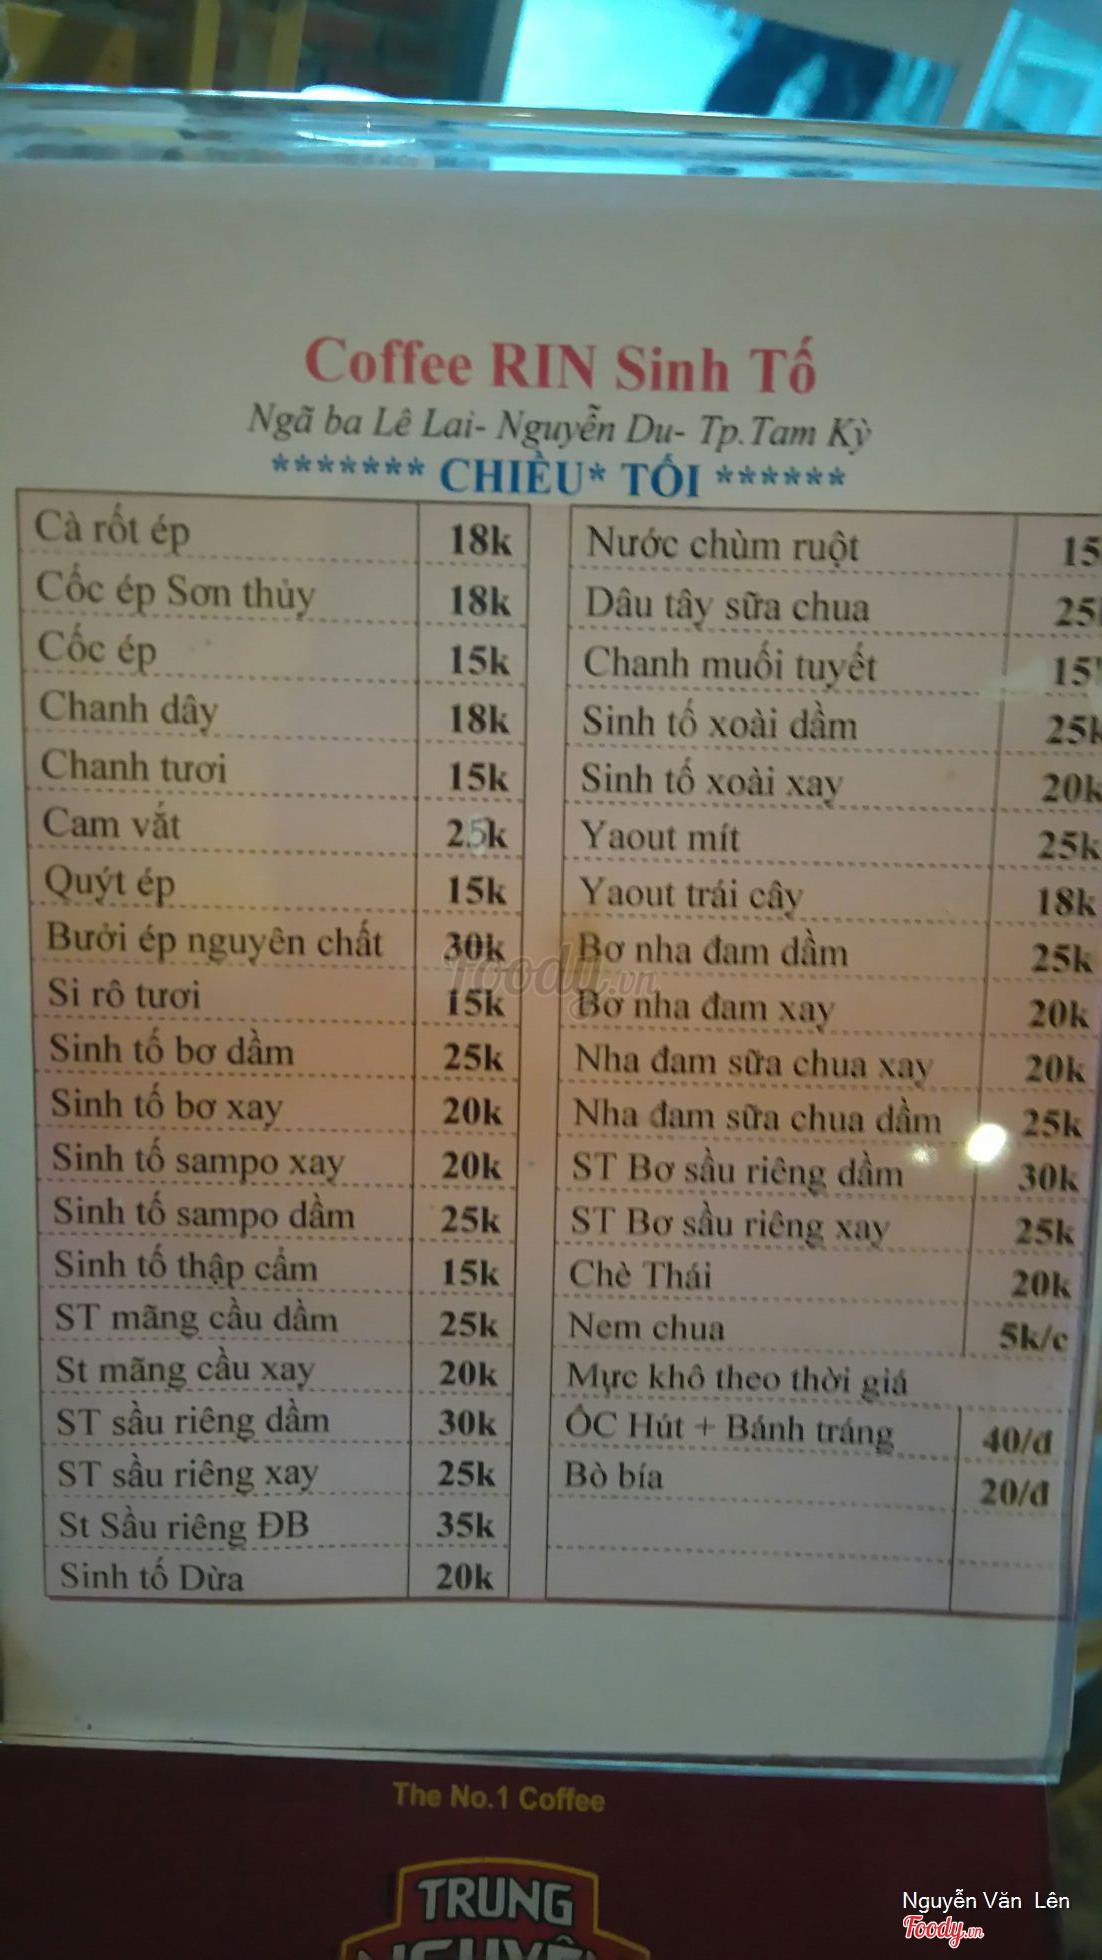 Coffee RIN Sinh Tố
Ngã ba Lê Lai- Nguyễn Du- Tp.Tam Kỳ
******* CHIỀU* TỐI ******
Cà rốt ép 18k
Cốc ép Sơn thủy 18k
Cốc ép 15k
Chanh dây 18k
Chanh tươi 15k
Cam vắt 25k
Quýt ép 15k
Bưởi ép nguyên chất 30k
Si rô tươi 15k
Sinh tố bơ dầm 25k
Sinh tố bơ xay 20k
Sinh tố sampo xay 20k
Sinh tố sampo dầm 25k
Sinh tố thập cẩm 15k
ST mãng cầu dầm 25k
St mãng cầu xay 20k
ST sầu riêng dầm 30k
ST sầu riêng xay 25k
St Sầu riêng ĐB 35k
Sinh tố Dừa 20k
Nước chùm ruột 15
Dâu tây sữa chua 25k
Chanh muối tuyết 15
Sinh tố xoài dầm 25k
Sinh tố xoài xay 20k
Yaout mít 25k
Yaout trái cây 18k
Bơ nha đam dầm 25k
Bơ nha đam xay 20k
Nha đam sữa chua xay 20k
Nha đam sữa chua dầm 25k
ST Bơ sầu riêng dầm 30k
ST Bơ sầu riêng xay 25k
Chè Thái 20k
Nem chua 5k/c
Mực khô theo thời giá
ỐC Hút + Bánh tráng 40/đ
Bò bía 20/đ
foody.vn
The No.1 Coffee
TRUNG
NGUYÊN
Nguyễn Văn Lên
Foody.vn